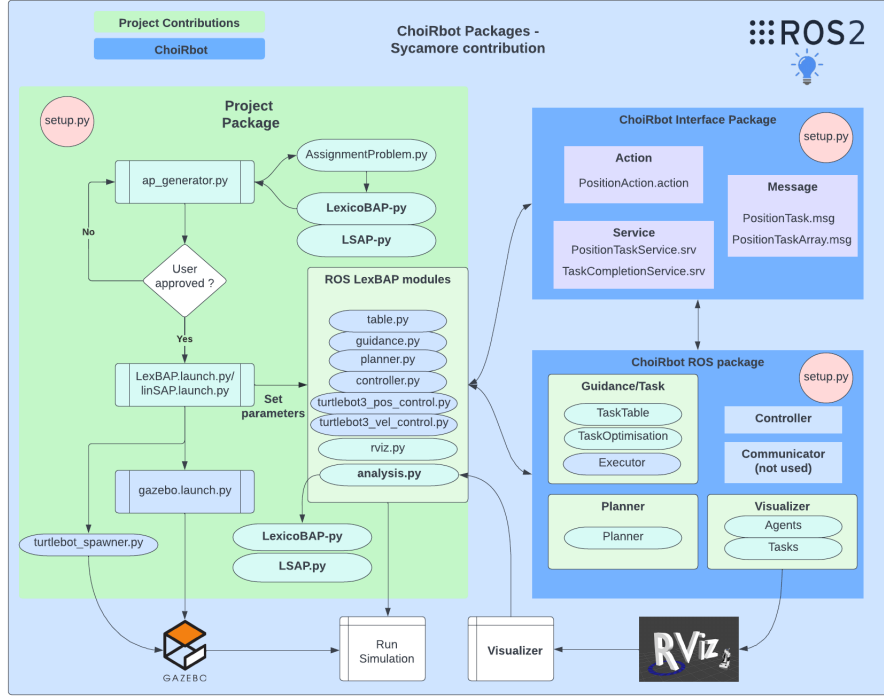 Project Contributions
ChoiRbot
ChoiRbot Packages -
Sycamore contribution
ROS2
Project
Package
setup.py
AssignmentProblem.py
ap_generator.py
LexicoBAP-py
LSAP-py
No
User
approved ?
Yes
LexBAP.launch.py/
linSAP.launch.py
Set
parameters
gazebo.launch.py
turtlebot_spawner.py
ROS LexBAP modules
table.py
guidance.py
planner.py
controller.py
turtlebot3_pos_control.py
turtlebot3_vel_control.py
rviz.py
analysis.py
LexicoBAP-py
LSAP.py
ChoiRbot Interface Package
setup.py
Action
PositionAction.action
Message
PositionTask.msg
PositionTaskArray.msg
Service
PositionTaskService.srv
TaskCompletionService.srv
ChoiRbot ROS package
setup.py
Guidance/Task
TaskTable
TaskOptimisation
Executor
Controller
Communicator
(not used)
Planner
Planner
Visualizer
Agents
Tasks
GAZEBO
Run
Simulation
Visualizer
RViz